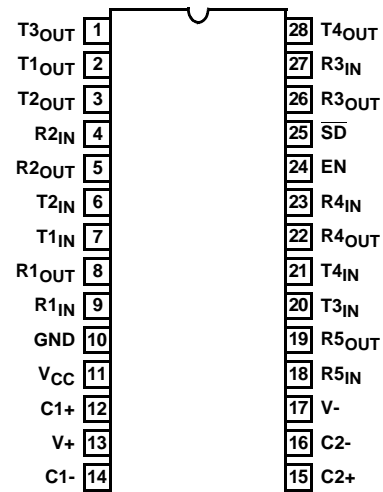 T3OUT 1 28 T4OUT
T1OUT 2 27 R3IN
T2OUT 3 26 R3OUT
R2IN 4 25 S̅D̅
R2OUT 5 24 EN
T2IN 6 23 R4IN
T1IN 7 22 R4OUT
R1OUT 8 21 T4IN
R1IN 9 20 T3IN
GND 10 19 R5OUT
VCC 11 18 R5IN
C1+ 12 17 V-
V+ 13 16 C2-
C1- 14 15 C2+